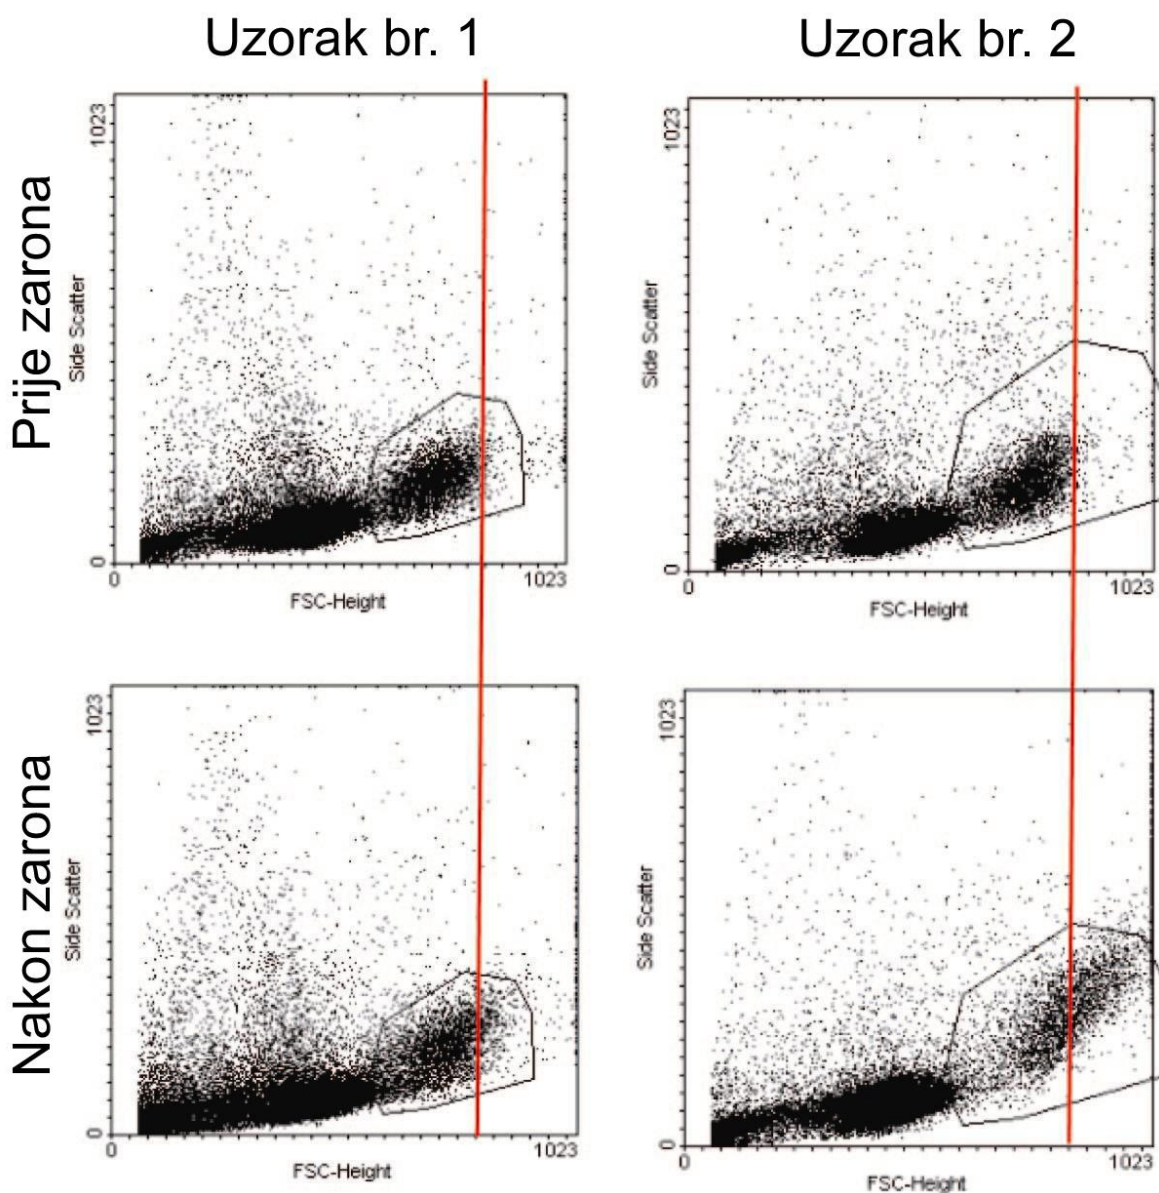 Uzorak br. 1
Uzorak br. 2
Prije zarona
1023
Side Scatter
0
0
1023
FSC-Height
1023
Side Scatter
0
0
1023
FSC-Height
Nakon zarona
1023
Side Scatter
0
0
1023
FSC-Height
1023
Side Scatter
0
0
1023
FSC-Height